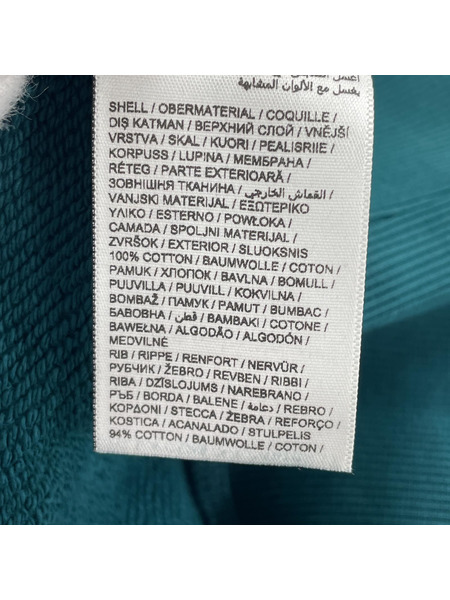 يغسل مع الألوان المتشابهة
SHELL / OBERMATERIAL / COQUILLE /
DIŞ KATMAN / ВЕРХНИЙ СЛОЙ / VNĚJŠÍ
VRSTVA / SKAL / KUORI / PEALISRIIE /
KORPUSS / LUPINA / МЕМБРАНА /
RÉTEG / PARTE EXTERIOARĂ /
ЗОВНІШНЯ ТКАНИНА / القماش الخارجي /
VANJSKI MATERIJAL / ΕΞΩΤΕΡΙΚΟ
ΥΛΙΚΟ / ESTERNO / POWŁOKA /
CAMADA / SPOLJNI MATERIJAL /
ZVRŠOK / EXTERIOR / SLUOKSNIS
100% COTTON / BAUMWOLLE / COTON /
PAMUK / ХЛОПОК / BAVLNA / BOMULL /
PUUVILLA / PUUVILL / KOKVILNA /
BOMBAŽ / ПАМУК / PAMUT / BUMBAC /
БАВОВНА / قطن / ΒΑΜΒΑΚΙ / COTONE /
BAWEŁNA / ALGODÃO / ALGODÓN /
MEDVILNĖ
RIB / RIPPE / RENFORT / NERVÜR /
РУБЧИК / ŽEBRO / REVBEN / RIBBI /
RIBA / DZĪSLOJUMS / NAREBRANO /
РЪБ / BORDA / BALENE / دعامة / REBRO /
ΚΟΡΔΟΝΙ / STECCA / ŻEBRA / REFORÇO /
KOSTICA / ACANALADO / STULPELIS
94% COTTON / BAUMWOLLE / COTON /